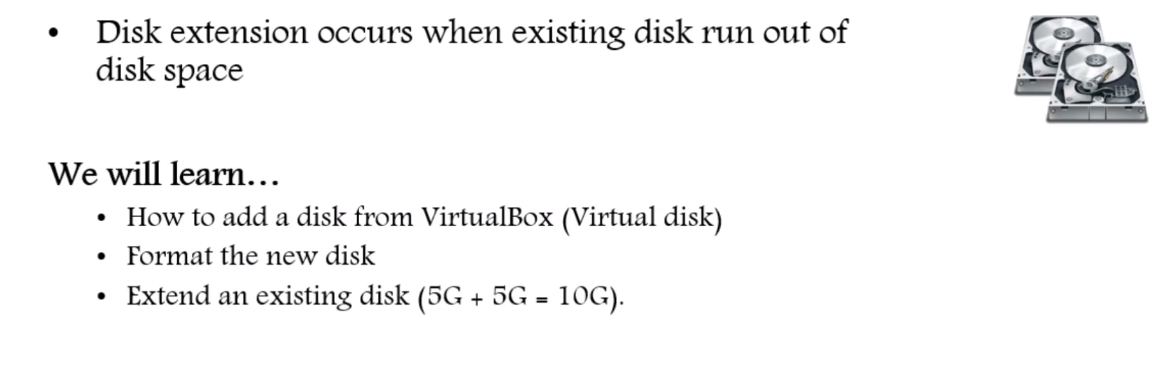 • Disk extension occurs when existing disk run out of
disk space
We will learn...
• How to add a disk from VirtualBox (Virtual disk)
• Format the new disk
• Extend an existing disk (5G + 5G = 10G).